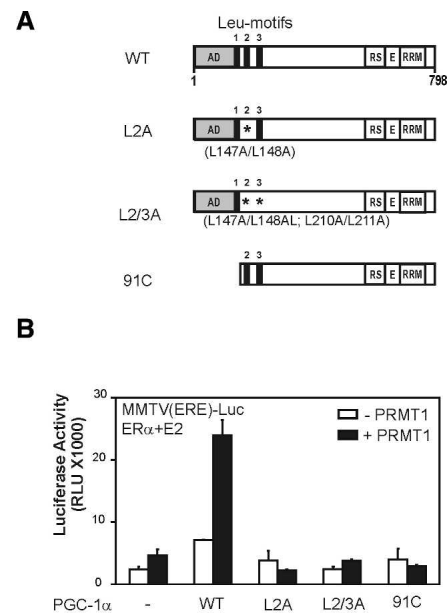 A
Leu-motifs
1 2 3
WT
AD
RS E RRM
1
798
1 2 3
L2A
AD
*
RS E RRM
(L147A/L148A)
1 2 3
L2/3A
AD
* *
RS E RRM
(L147A/L148AL; L210A/L211A)
2 3
91C
RS E RRM
B
30
20
10
0
Luciferase Activity
(RLU X1000)
MMTV(ERE)-Luc
ERα+E2
- PRMT1
+ PRMT1
PGC-1α - WT L2A L2/3A 91C